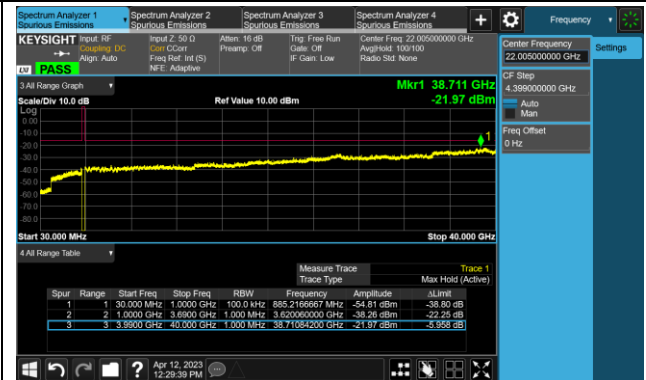 Spectrum Analyzer 1
Spurious Emissions
Spectrum Analyzer 2
Spurious Emissions
Spectrum Analyzer 3
Spurious Emissions
Spectrum Analyzer 4
Spurious Emissions
+
Frequency
KEYSIGHT
Input: RF
Coupling: DC
Align: Auto
Input Z: 50 Ω
Corr CCorr
Freq Ref: Int (S)
NFE: Adaptive
Atten: 16 dB
Preamp: Off
Trig: Free Run
Gate: Off
IF Gain: Low
Center Freq: 22.005000000 GHz
Avg|Hold: 100/100
Radio Std: None
LXI PASS
Center Frequency
22.005000000 GHz
Settings
CF Step
4.399000000 GHz
Auto
Man
Freq Offset
0 Hz
3 All Range Graph
Mkr1 38.711 GHz
Scale/Div 10.0 dB
Ref Value 10.00 dBm
-21.97 dBm
Log
0.00
-10.0
-20.0
-30.0
-40.0
-50.0
-60.0
-70.0
-80.0
1
Start 30.000 MHz
Stop 40.000 GHz
4 All Range Table
Measure Trace Trace 1
Trace Type Max Hold (Active)
Spur Range Start Freq Stop Freq RBW Frequency Amplitude ΔLimit
1 1 30.000 MHz 1.0000 GHz 100.0 kHz 885.2166667 MHz -54.81 dBm -38.80 dB
2 2 1.0000 GHz 3.6900 GHz 1.000 MHz 3.620060000 GHz -38.26 dBm -22.25 dB
3 3 3.9900 GHz 40.000 GHz 1.000 MHz 38.71084200 GHz -21.97 dBm -5.958 dB
?
Apr 12, 2023
12:29:39 PM